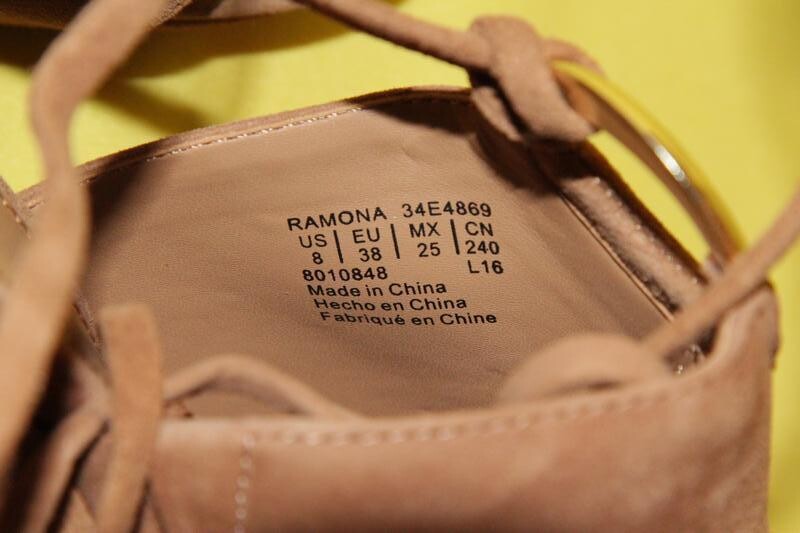 RAMONA 34E4869
US | EU | MX | CN
8 | 38 | 25 | 240
8010848 L16
Made in China
Hecho en China
Fabriqué en Chine